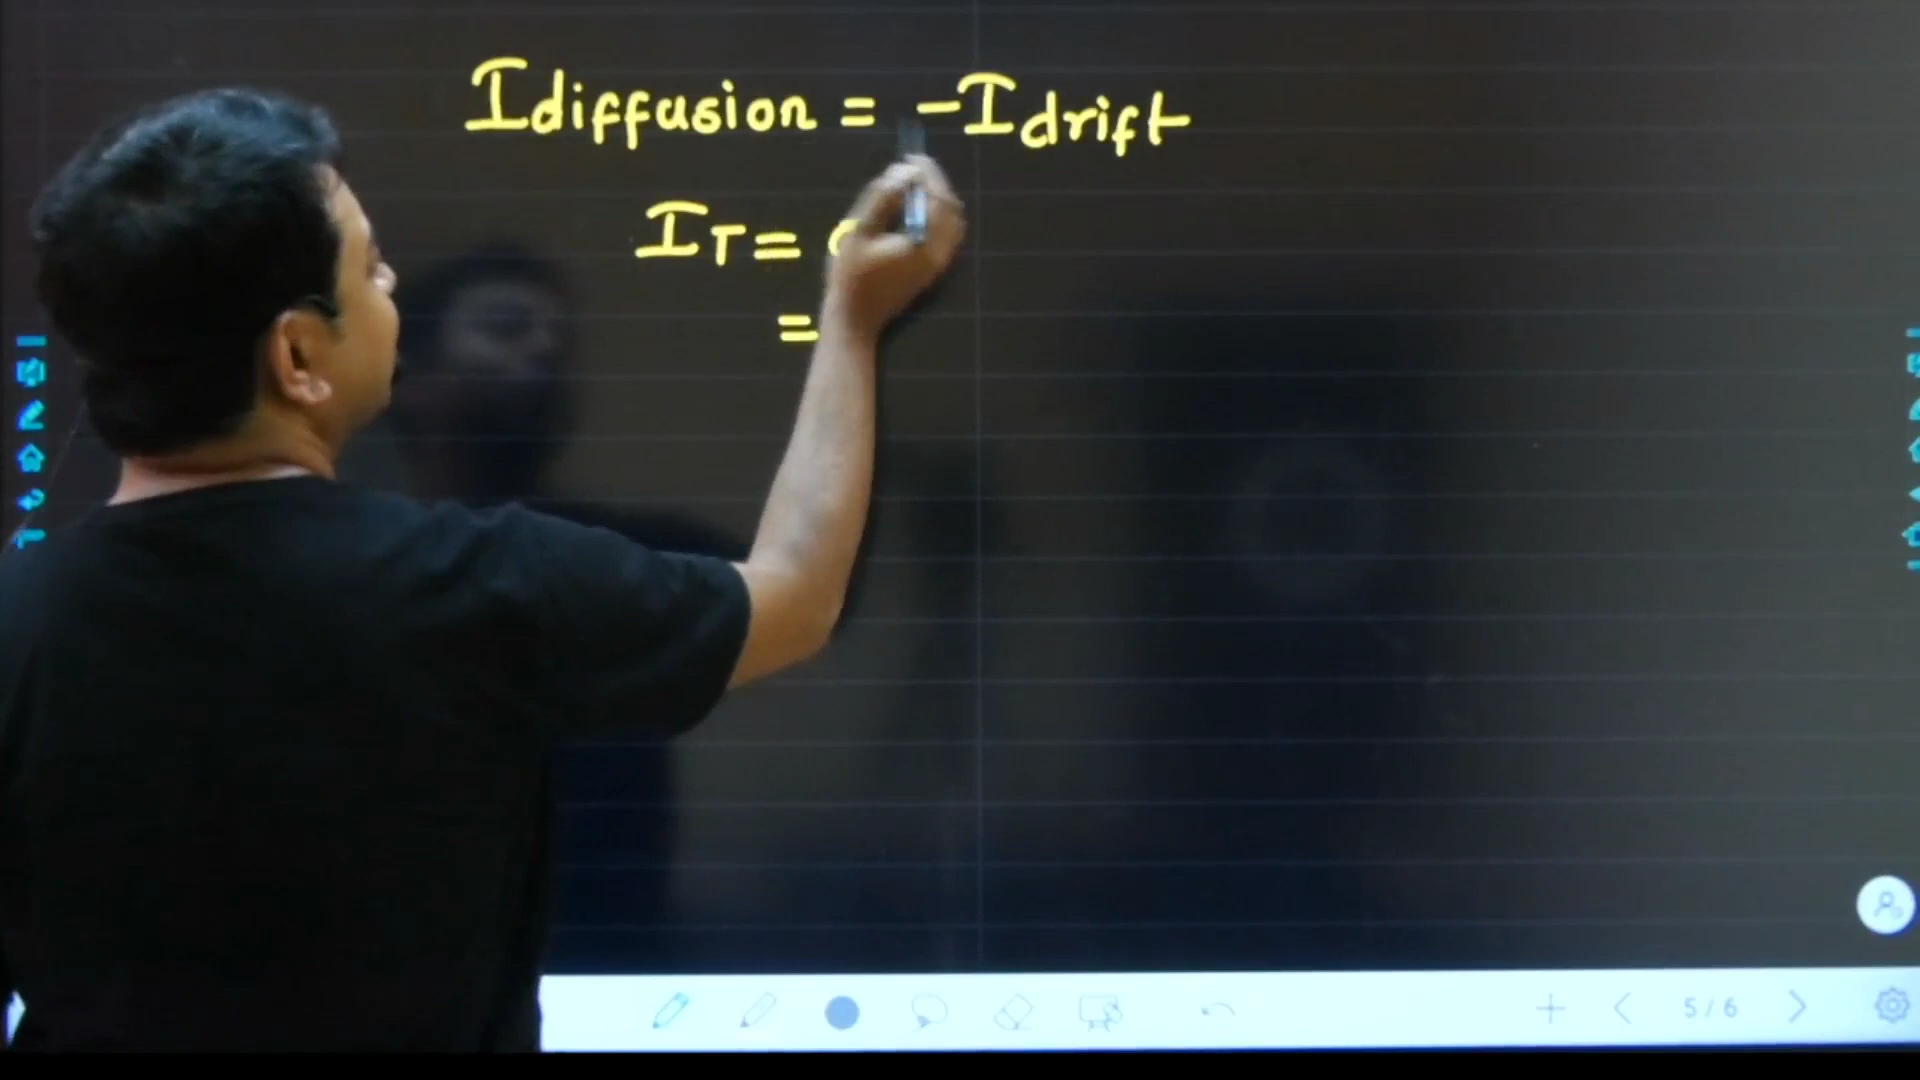 Idiffusion = -Idrift
IT =
=
5/6